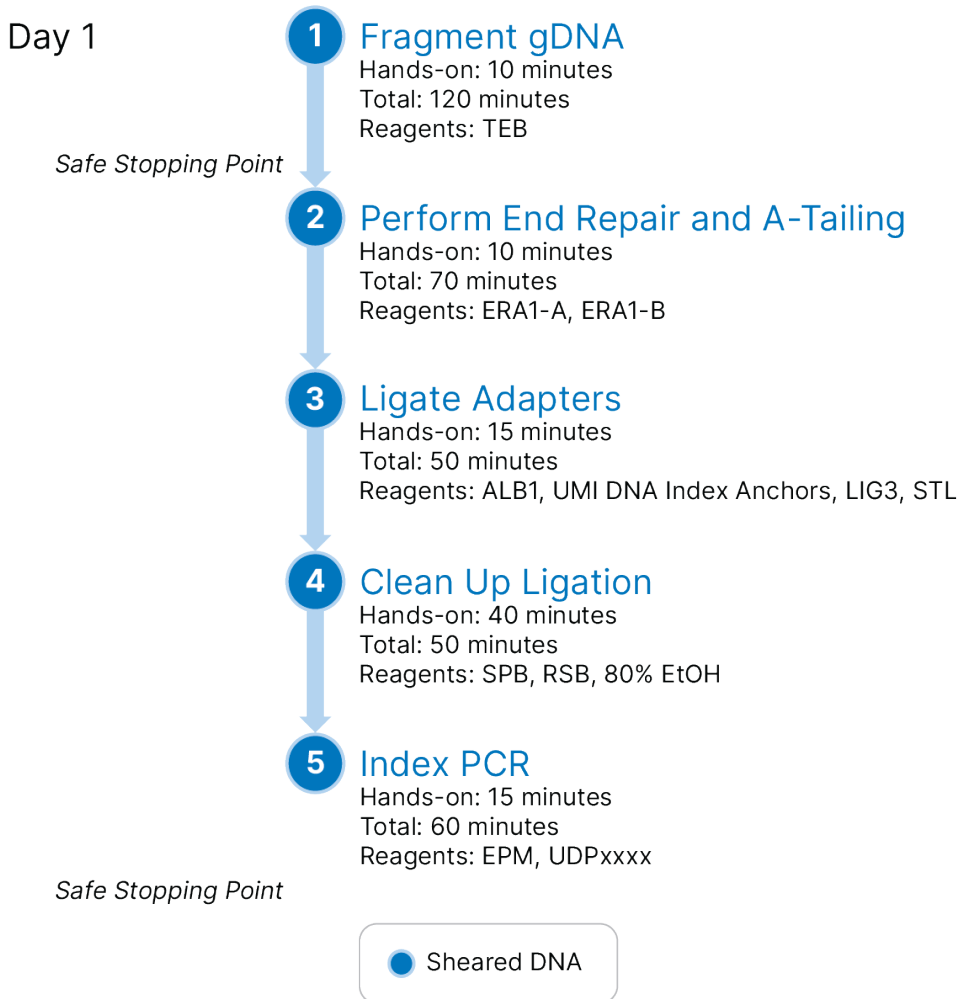 Day 1
1
Fragment gDNA
Hands-on: 10 minutes
Total: 120 minutes
Reagents: TEB
Safe Stopping Point
2
Perform End Repair and A-Tailing
Hands-on: 10 minutes
Total: 70 minutes
Reagents: ERA1-A, ERA1-B
3
Ligate Adapters
Hands-on: 15 minutes
Total: 50 minutes
Reagents: ALB1, UMI DNA Index Anchors, LIG3, STL
4
Clean Up Ligation
Hands-on: 40 minutes
Total: 50 minutes
Reagents: SPB, RSB, 80% EtOH
5
Index PCR
Hands-on: 15 minutes
Total: 60 minutes
Reagents: EPM, UDPxxxx
Safe Stopping Point
Sheared DNA